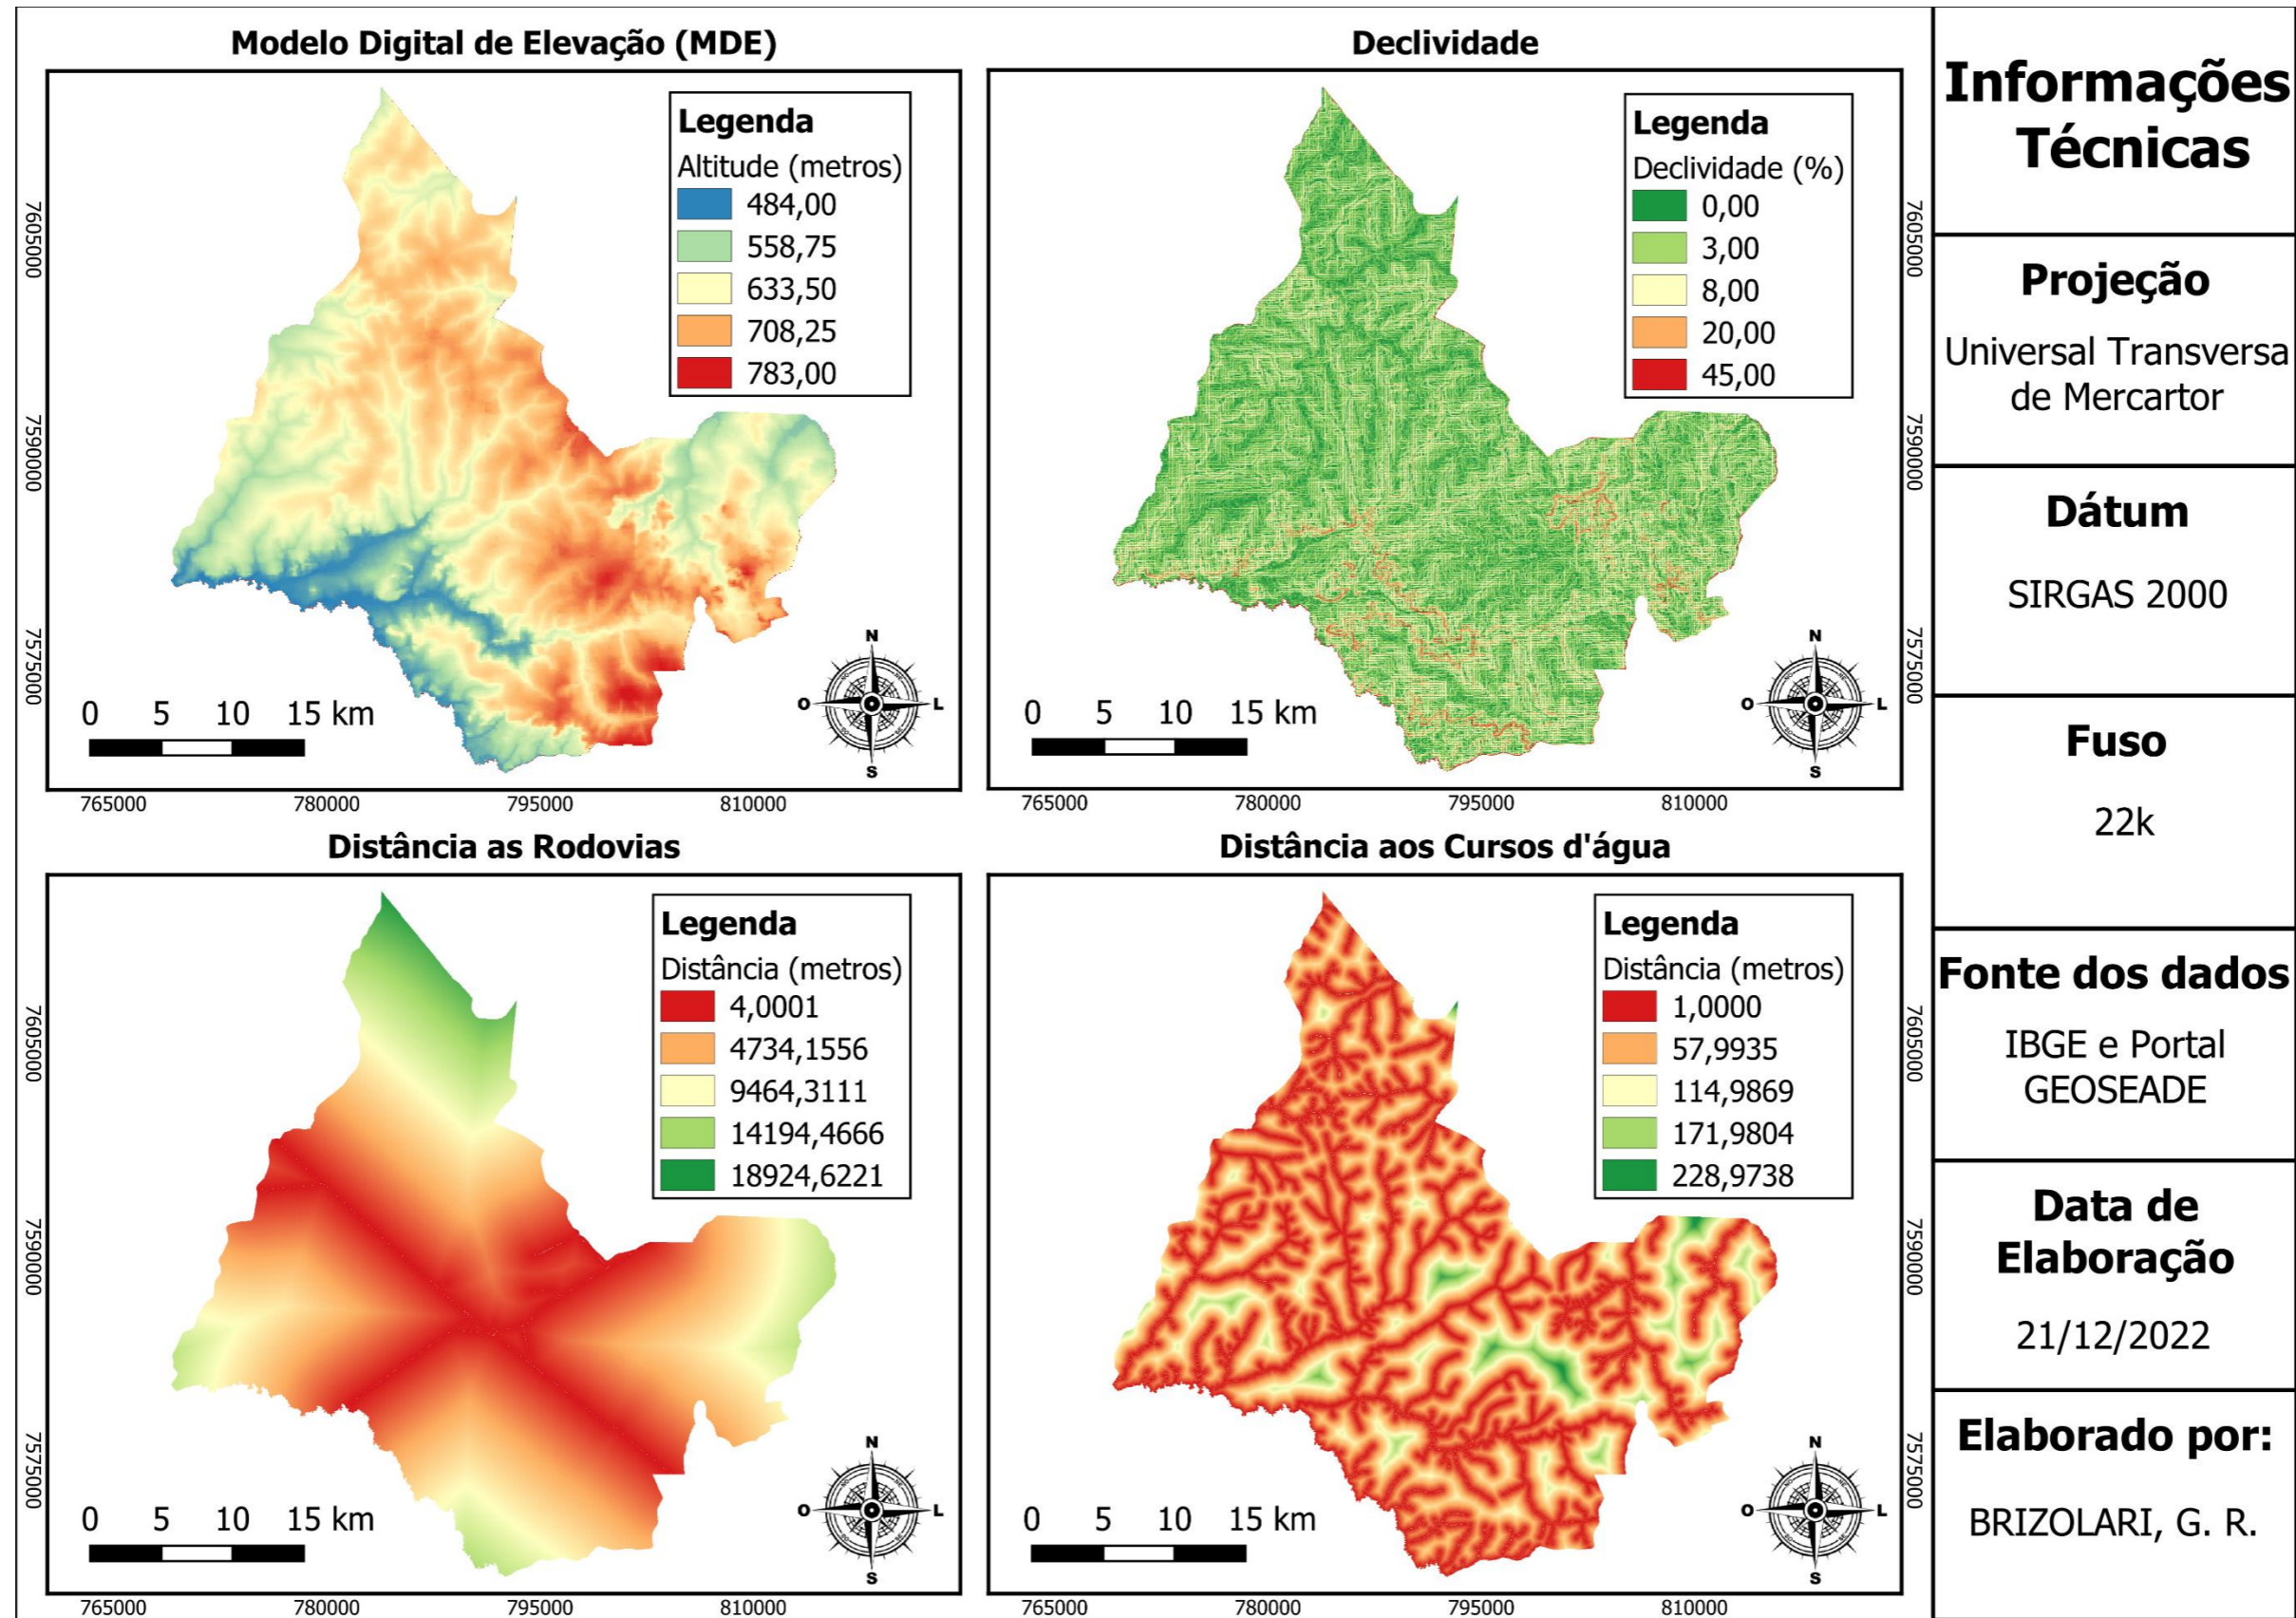 Modelo Digital de Elevação (MDE)
Legenda
Altitude (metros)
484,00
558,75
633,50
708,25
783,00
7605000
7590000
7575000
0 5 10 15 km
N
O
L
S
765000 780000 795000 810000
Declividade
Legenda
Declividade (%)
0,00
3,00
8,00
20,00
45,00
7605000
7590000
7575000
0 5 10 15 km
N
O
L
S
765000 780000 795000 810000
Distância as Rodovias
Legenda
Distância (metros)
4,0001
4734,1556
9464,3111
14194,4666
18924,6221
7605000
7590000
7575000
0 5 10 15 km
N
O
L
S
765000 780000 795000 810000
Distância aos Cursos d'água
Legenda
Distância (metros)
1,0000
57,9935
114,9869
171,9804
228,9738
7605000
7590000
7575000
0 5 10 15 km
N
O
L
S
765000 780000 795000 810000
Informações
Técnicas
Projeção
Universal Transversa
de Mercartor
Dátum
SIRGAS 2000
Fuso
22k
Fonte dos dados
IBGE e Portal
GEOSEADE
Data de
Elaboração
21/12/2022
Elaborado por:
BRIZOLARI, G. R.